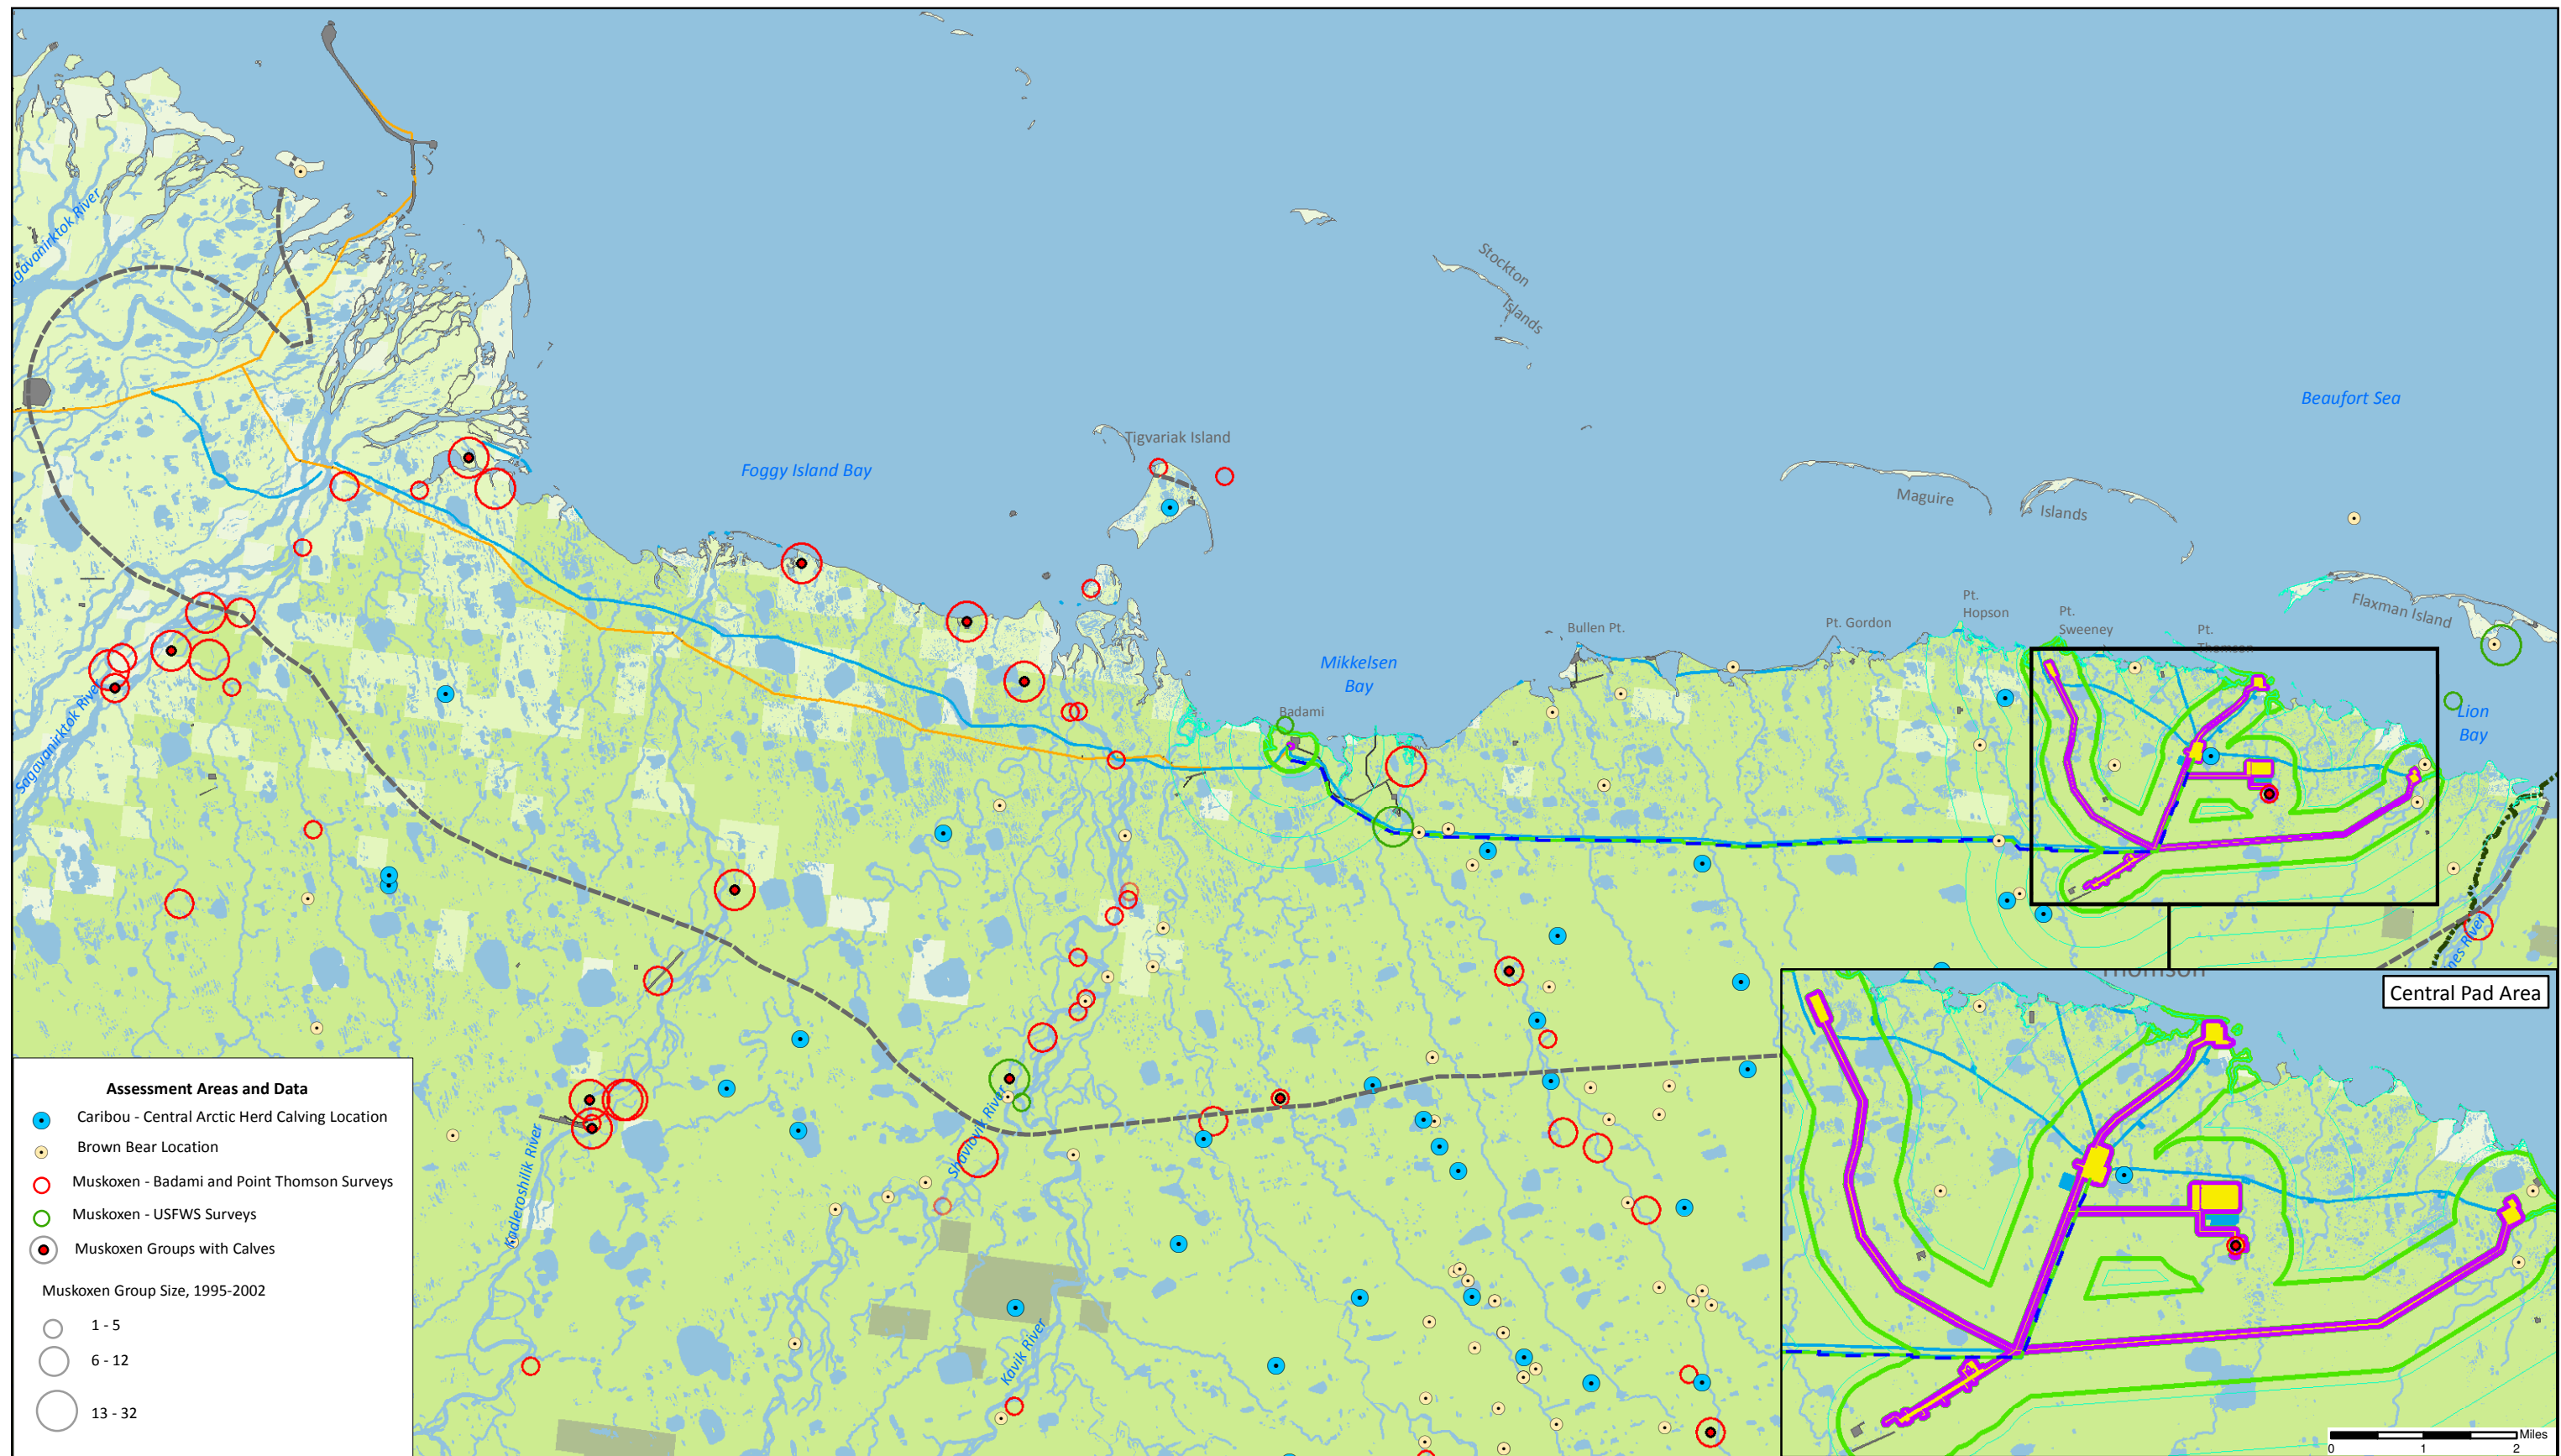 Sagavanirktok River
Stockton
Islands
Beaufort Sea
Tigvariak Island
Foggy Island Bay
Maguire
Islands
Flaxman Island
Pt.
Hopson
Pt.
Sweeney
Pt.
Thomson
Pt. Gordon
Bullen Pt.
Mikkelsen
Bay
Badami
Lion
Bay
Sagavanirktok River
Thomson
Central Pad Area
Shaviovik River
Kadleroshilik River
Kavik River
Assessment Areas and Data
Caribou - Central Arctic Herd Calving Location
Brown Bear Location
Muskoxen - Badami and Point Thomson Surveys
Muskoxen - USFWS Surveys
Muskoxen Groups with Calves
Muskoxen Group Size, 1995-2002
1 - 5
6 - 12
13 - 32
Miles
0 1 2